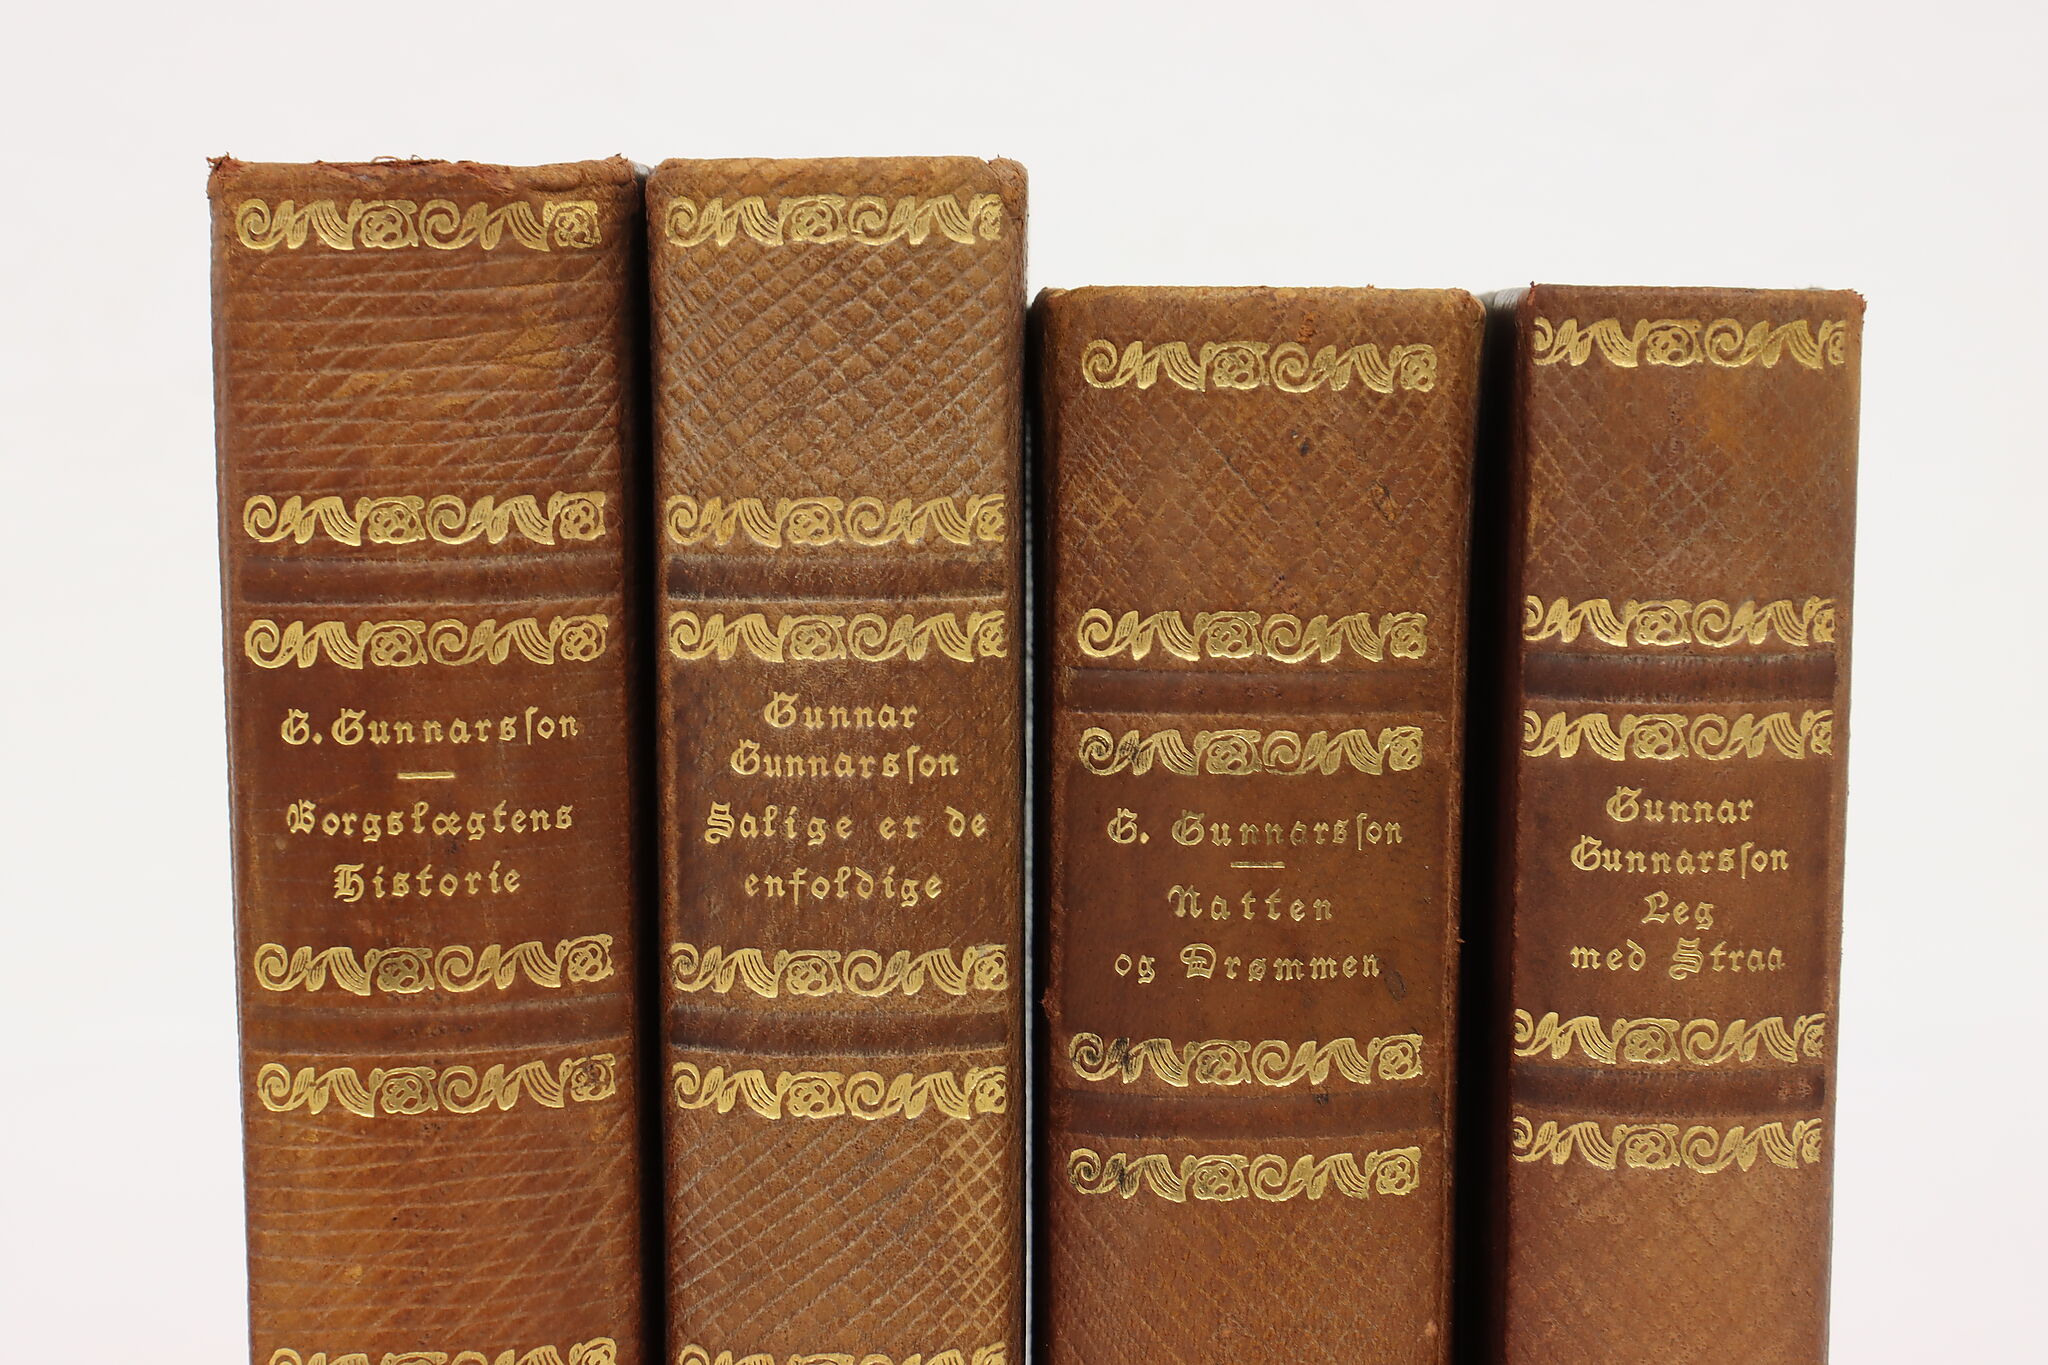 G. Gunnarsson
Borgslægtens
Historie
Gunnar
Gunnarsson
Salige er de
enfoldige
G. Gunnarsson
Natten
og Drømmen
Gunnar
Gunnarsson
Leg
med Straa